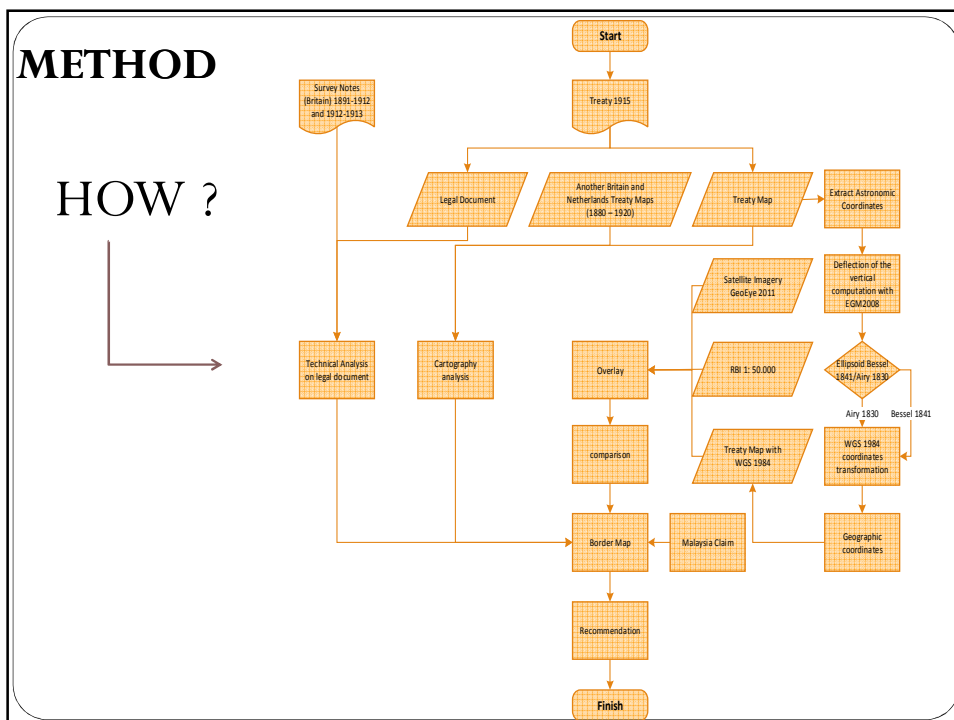 METHOD
HOW ?
Start
Survey Notes
(Britain) 1891-1912
and 1912-1913
Treaty 1915
Legal Document
Another Britain and
Netherlands Treaty Maps
(1880 – 1920)
Treaty Map
Extract Astronomic
Coordinates
Satellite Imagery
GeoEye 2011
Deflection of the
vertical
computation with
EGM2008
Technical Analysis
on legal document
Cartography
analysis
Overlay
RBI 1: 50.000
Ellipsoid Bessel
1841/Airy 1830
Airy 1830
Bessel 1841
comparison
Treaty Map with
WGS 1984
WGS 1984
coordinates
transformation
Border Map
Malaysia Claim
Geographic
coordinates
Recommendation
Finish